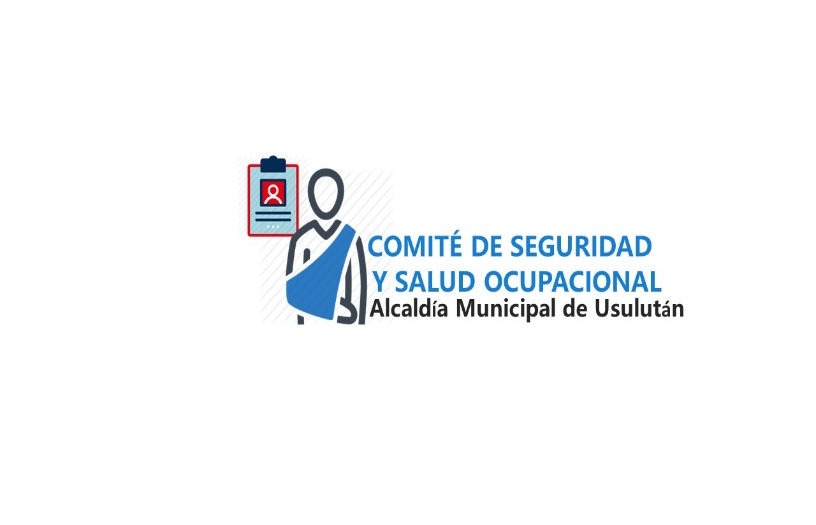 COMITÉ DE SEGURIDAD
Y SALUD OCUPACIONAL
Alcaldía Municipal de Usulután